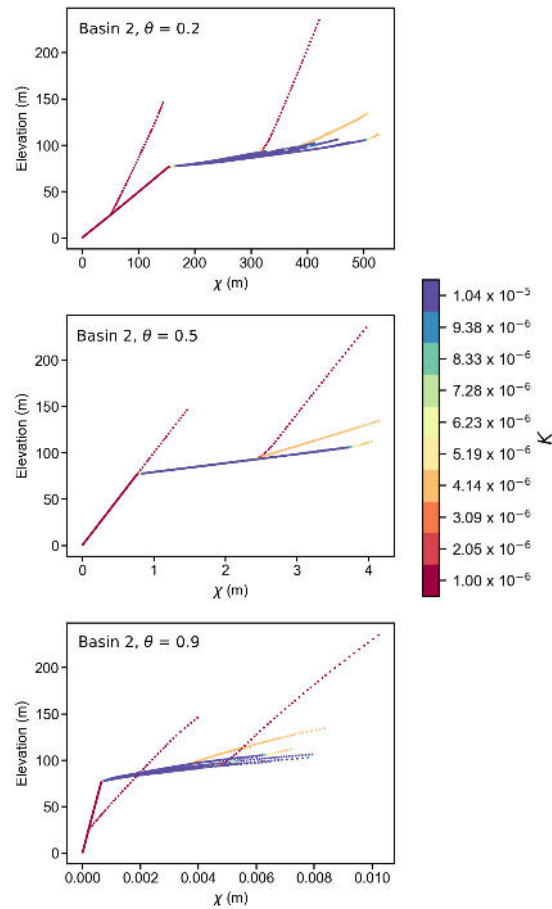 Basin 2, θ = 0.2
Elevation (m)
200
150
100
50
0
0 100 200 300 400 500
χ (m)
Basin 2, θ = 0.5
Elevation (m)
200
150
100
50
0
0 1 2 3 4
χ (m)
Basin 2, θ = 0.9
Elevation (m)
200
150
100
50
0
0.000 0.002 0.004 0.006 0.008 0.010
χ (m)
1.04 x 10⁻⁵
9.38 x 10⁻⁶
8.33 x 10⁻⁶
7.28 x 10⁻⁶
6.23 x 10⁻⁶
5.19 x 10⁻⁶
4.14 x 10⁻⁶
3.09 x 10⁻⁶
2.05 x 10⁻⁶
1.00 x 10⁻⁶
K